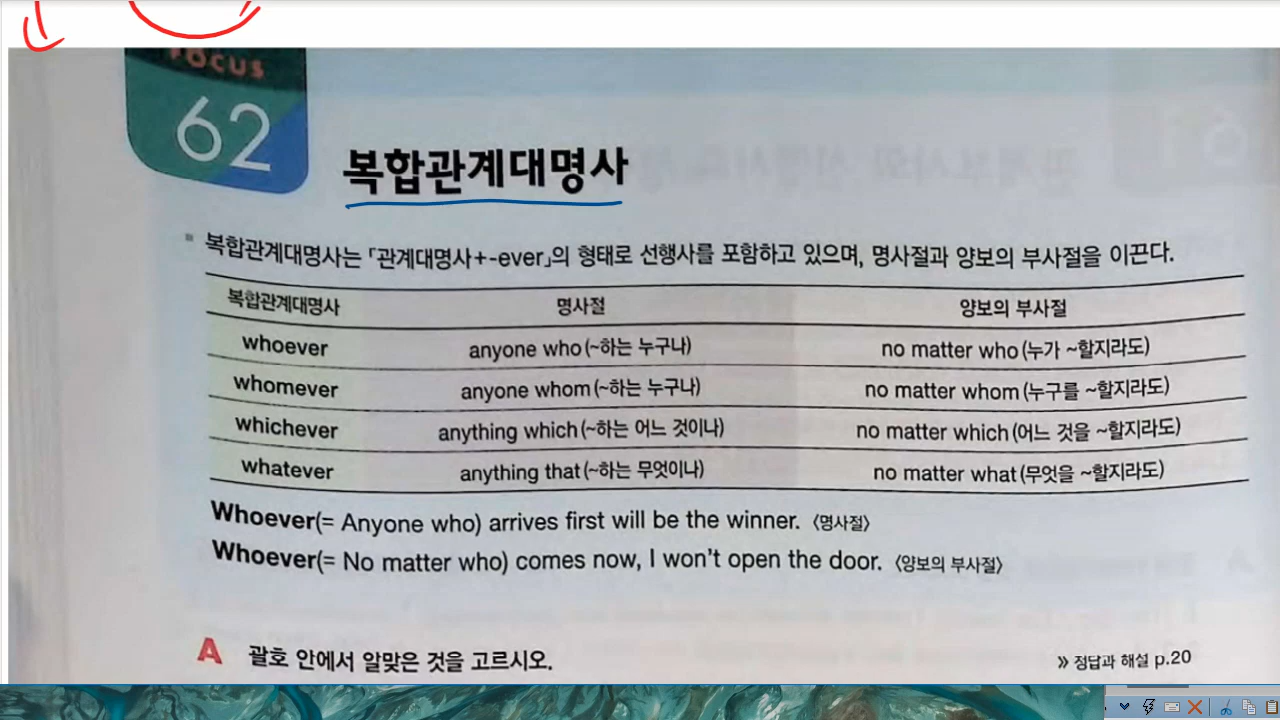 FOCUS
62
복합관계대명사
복합관계대명사는 「관계대명사+-ever」의 형태로 선행사를 포함하고 있으며, 명사절과 양보의 부사절을 이끈다.
복합관계대명사 명사절 양보의 부사절
whoever anyone who (~하는 누구나) no matter who (누가 ~할지라도)
whomever anyone whom (~하는 누구나) no matter whom (누구를 ~할지라도)
whichever anything which (~하는 어느 것이나) no matter which (어느 것을 ~할지라도)
whatever anything that (~하는 무엇이나) no matter what (무엇을 ~할지라도)
Whoever(= Anyone who) arrives first will be the winner. 〈명사절〉
Whoever(= No matter who) comes now, I won't open the door. 〈양보의 부사절〉
A 괄호 안에서 알맞은 것을 고르시오.
» 정답과 해설 p.20